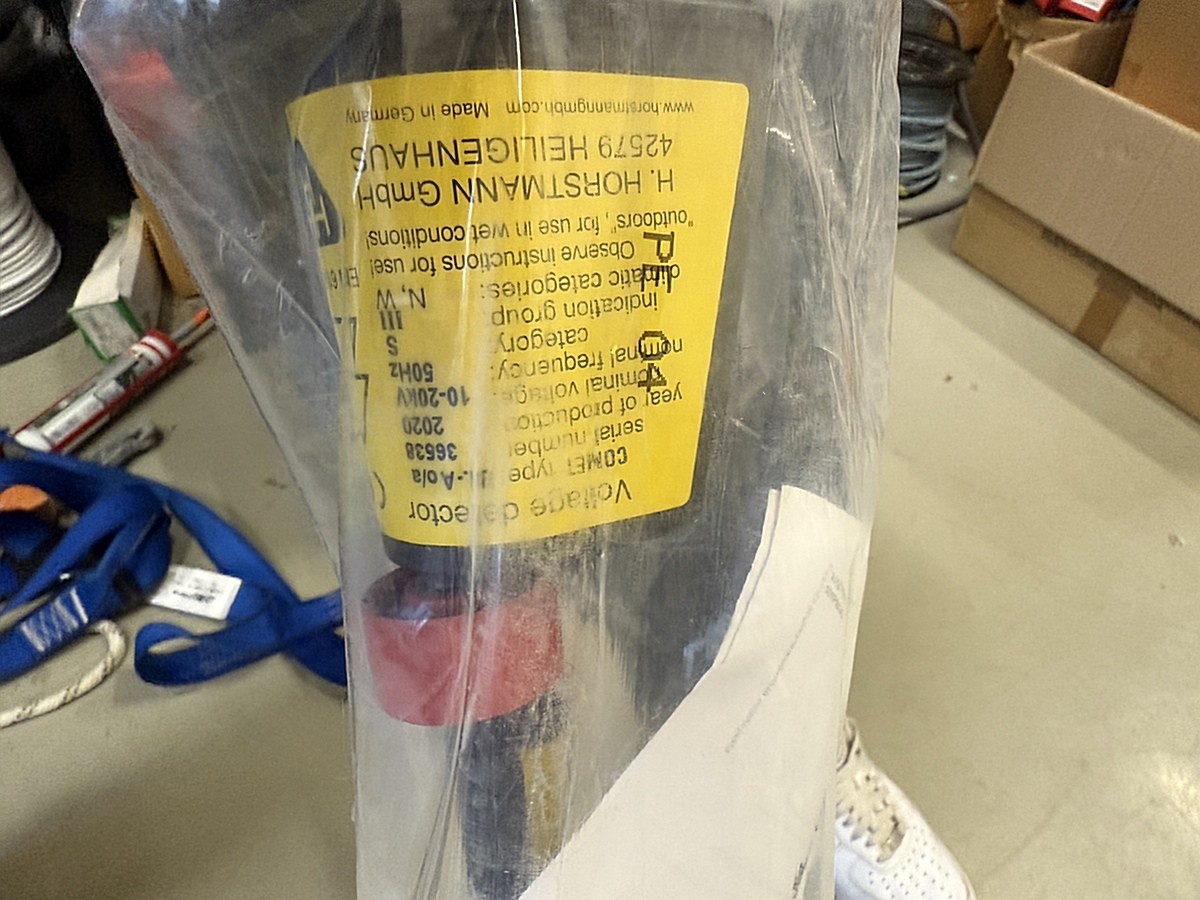 Voltage detector
COMET type
serial number 36538
year of production 2020
nominal voltage: 10-20kV
nominal frequency: 50Hz
category S
indication group III
climatic categories: N, W
Observe instructions for use!
"outdoors", for use in wet conditions!
H. HORSTMANN GmbH
42579 HEILIGENHAUS
www.horstmanngmbh.com Made in Germany
PL 04